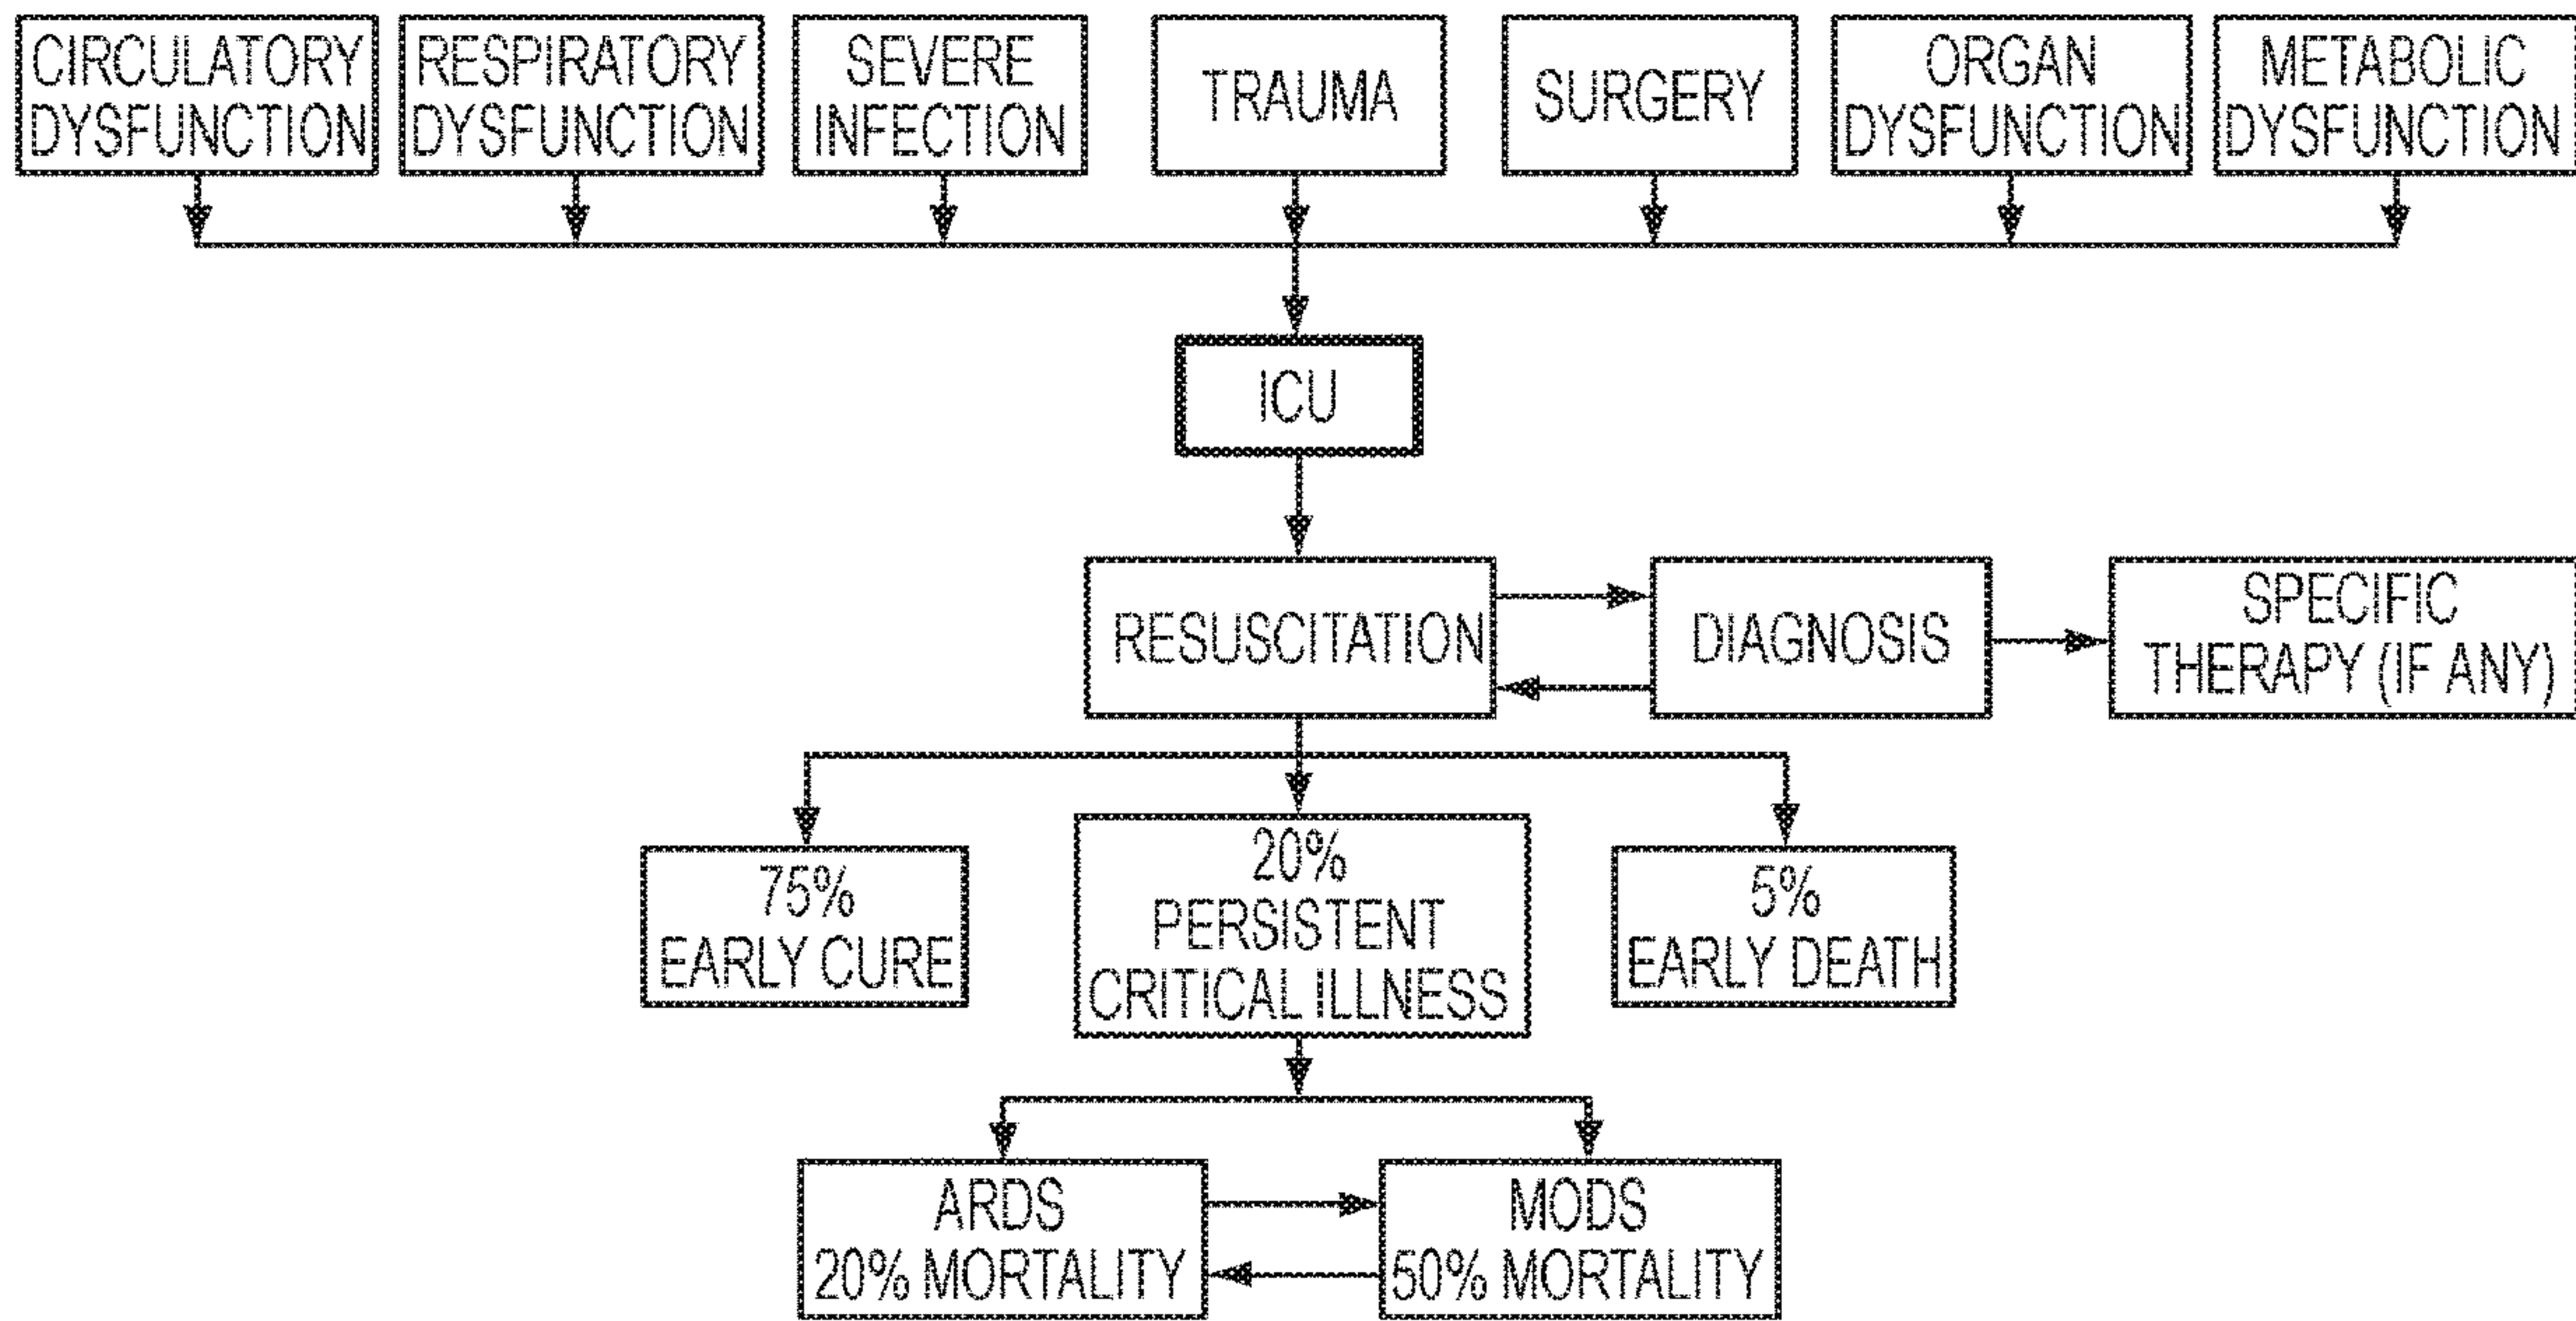 CIRCULATORY
DYSFUNCTION
RESPIRATORY
DYSFUNCTION
SEVERE
INFECTION
TRAUMA
SURGERY
ORGAN
DYSFUNCTION
METABOLIC
DYSFUNCTION
ICU
RESUSCITATION
DIAGNOSIS
SPECIFIC
THERAPY (IF ANY)
75%
EARLY CURE
20%
PERSISTENT
CRITICAL ILLNESS
5%
EARLY DEATH
ARDS
20% MORTALITY
MODS
50% MORTALITY